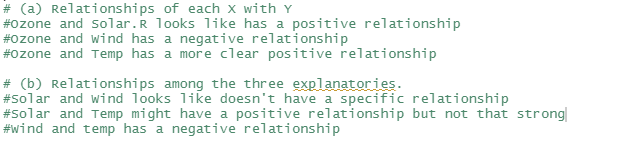 # (a) Relationships of each X with Y
#Ozone and Solar.R looks like has a positive relationship
#Ozone and Wind has a negative relationship
#Ozone and Temp has a more clear positive relationship
# (b) Relationships among the three explanatories.
#Solar and Wind looks like doesn't have a specific relationship
#Solar and Temp might have a positive relationship but not that strong
#Wind and temp has a negative relationship